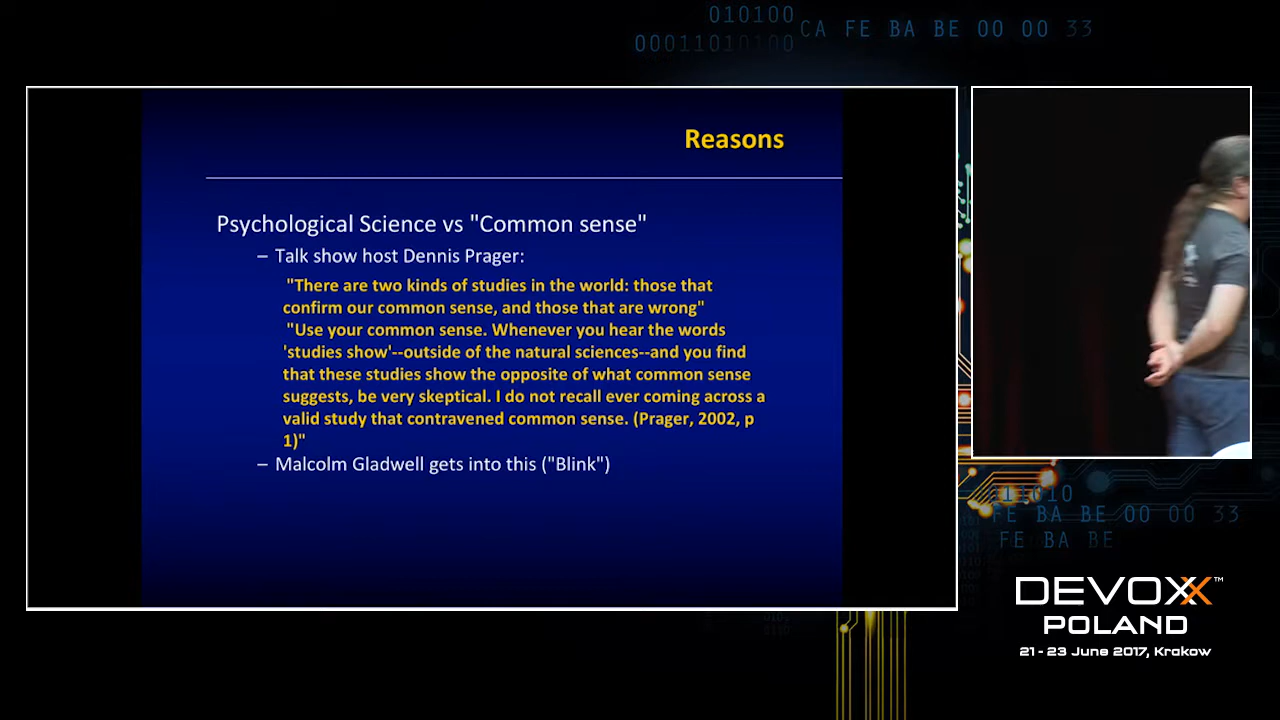 010100
CA FE BA BE 00 00 33
00011010100
Reasons
Psychological Science vs "Common sense"
– Talk show host Dennis Prager:
"There are two kinds of studies in the world: those that
confirm our common sense, and those that are wrong"
"Use your common sense. Whenever you hear the words
'studies show'--outside of the natural sciences--and you find
that these studies show the opposite of what common sense
suggests, be very skeptical. I do not recall ever coming across a
valid study that contravened common sense. (Prager, 2002, p
1)"
– Malcolm Gladwell gets into this ("Blink")
FE BA BE 00 00 33
FE BA BE
DEVOXX™
POLAND
21 - 23 June 2017, Krakow